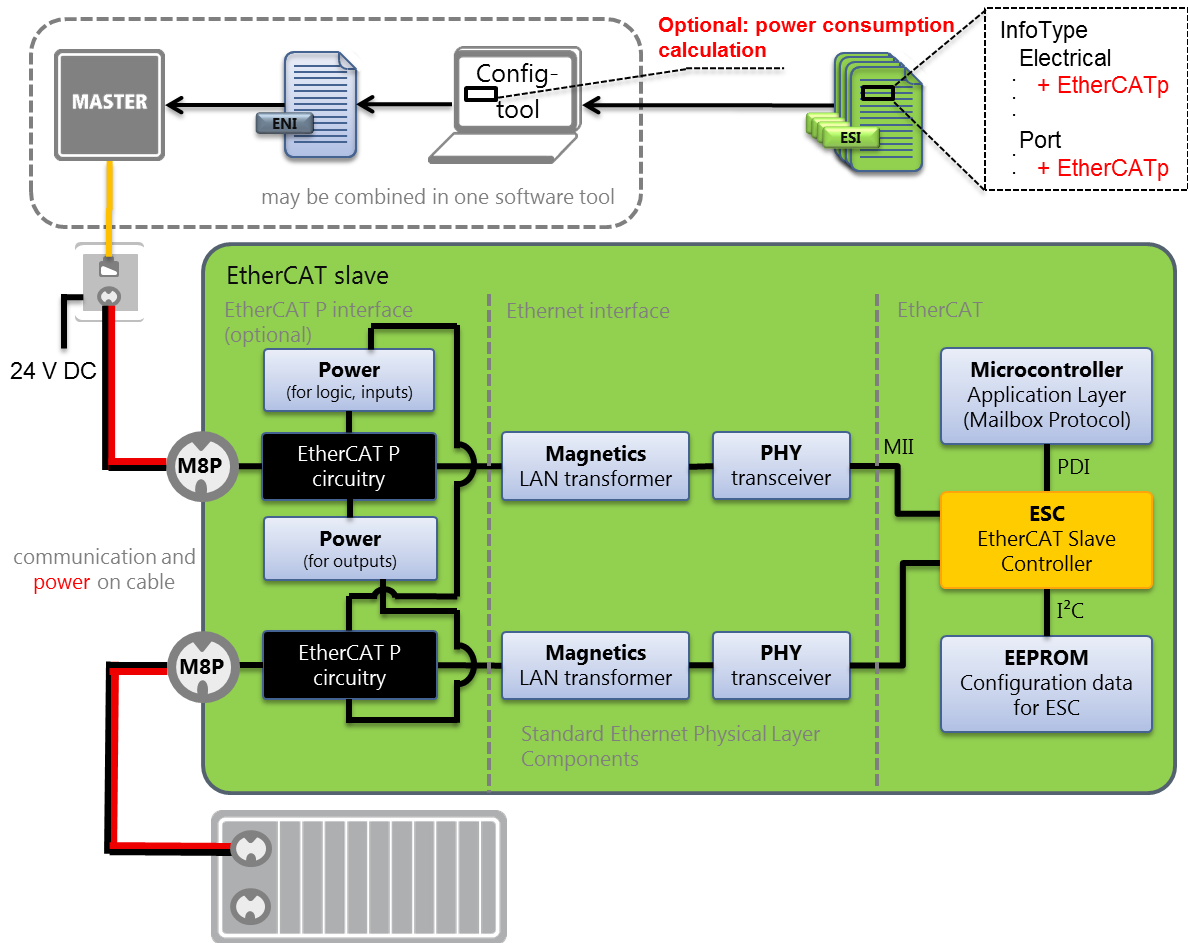 Optional: power consumption
calculation
InfoType
Electrical
+ EtherCATp
Port
+ EtherCATp
MASTER
ENI
Config-
tool
ESI
may be combined in one software tool
24 V DC
EtherCAT slave
EtherCAT P interface
(optional)
Ethernet interface
EtherCAT
Power
(for logic, inputs)
Microcontroller
Application Layer
(Mailbox Protocol)
M8P
EtherCAT P
circuitry
Magnetics
LAN transformer
PHY
transceiver
MII
PDI
ESC
EtherCAT Slave
Controller
Power
(for outputs)
communication and
power on cable
I²C
M8P
EtherCAT P
circuitry
Magnetics
LAN transformer
PHY
transceiver
EEPROM
Configuration data
for ESC
Standard Ethernet Physical Layer
Components